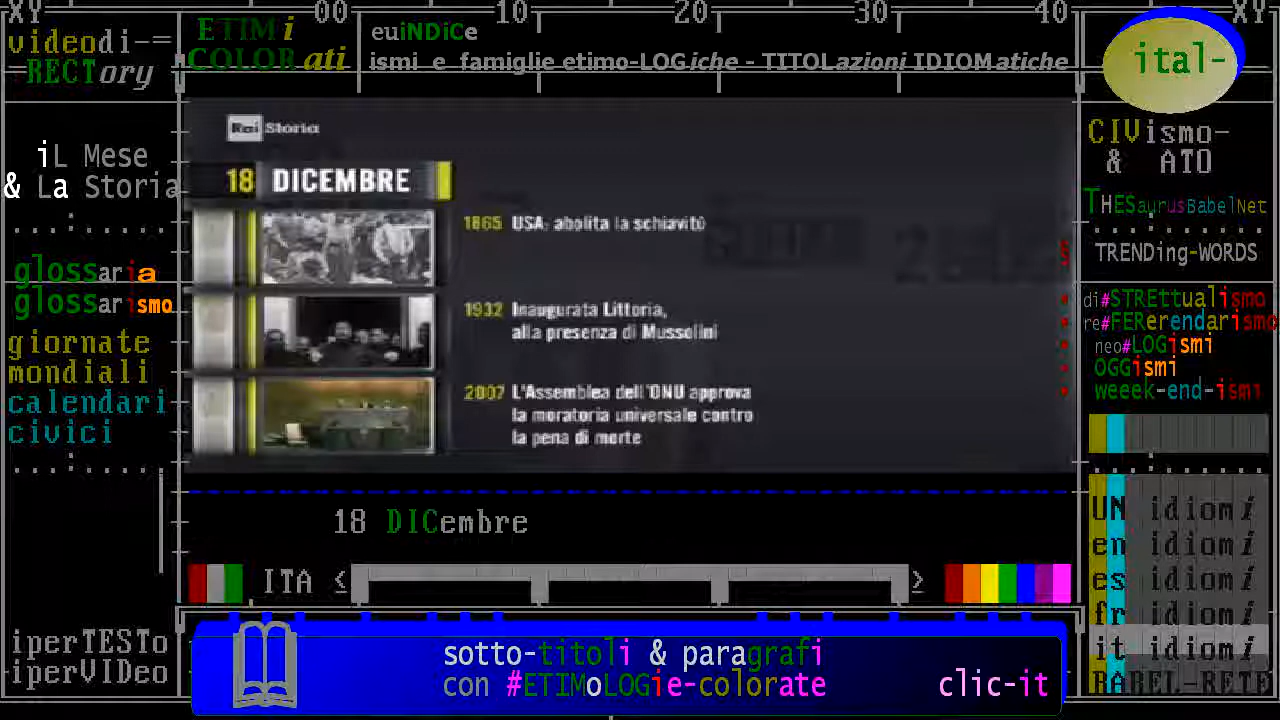 XY 00 10 20 30 40 XY
videodi-=
-RECTory
ETIMi
COLORati
euiNDiCe
ismi e famiglie etimo-LOGiche - TITOLazioni IDIOMatiche
ital-
iL Mese
& La Storia
glossaria
glossarismo
giornate
mondiali
calendari
civici
iperTESTo
iperVIDeo
Rai Storia
18 DICEMBRE
1865 USA: abolita la schiavitù
1932 Inaugurata Littoria,
alla presenza di Mussolini
2007 L'Assemblea dell'ONU approva
la moratoria universale contro
la pena di morte
18 DICembre
ITA < >
sotto-titoli & paragrafi
con #ETIMoLOGie-colorate clic-it
CIVismo-
& ATO
THESaurusBabelNet
TRENDing-WORDS
di#STREttualismo
re#FERerendarismo
neo#LOGismi
OGGismi
weeek-end-ismi
UN idiomi
en idiomi
es idiomi
fr idiomi
it idiomi
BABEL-RETE